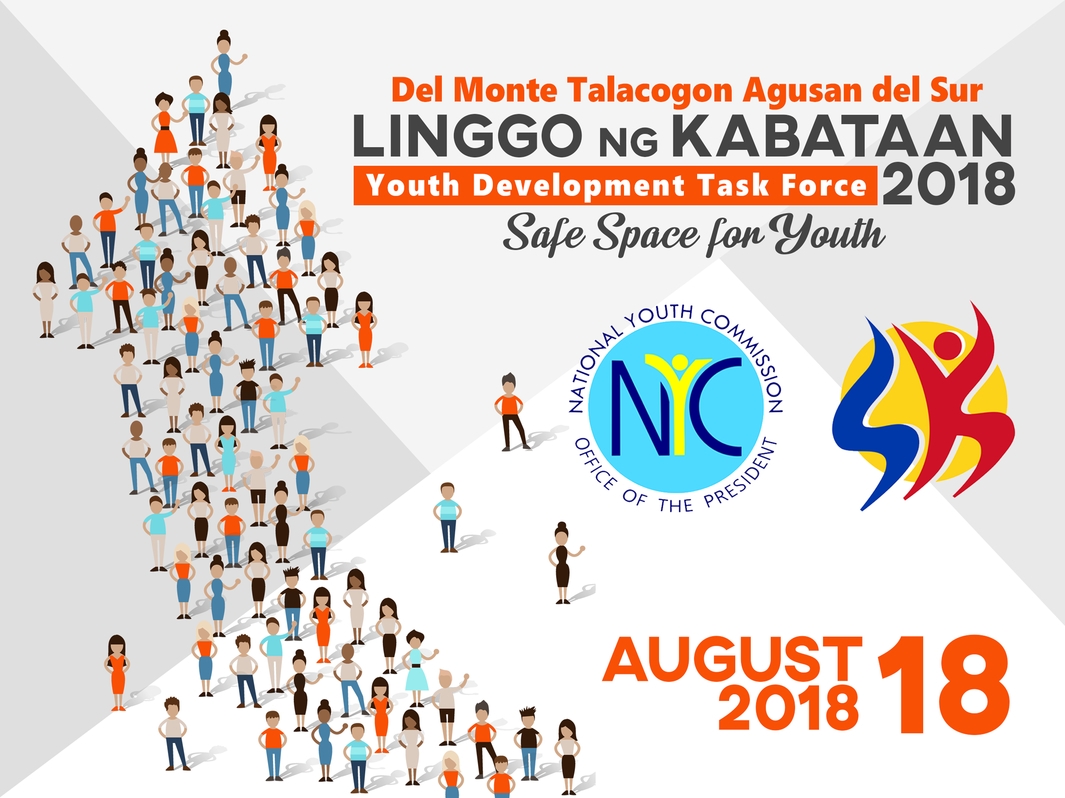 Del Monte Talacogon Agusan del Sur
LINGGO NG KABATAAN
Youth Development Task Force 2018
Safe Space for Youth
NATIONAL YOUTH COMMISSION
NYC
OFFICE OF THE PRESIDENT
SK
AUGUST 18
2018